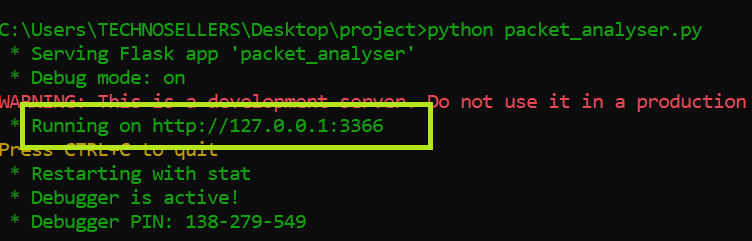 C:\Users\TECHNOSELLERS\Desktop\project>python packet_analyser.py
* Serving Flask app 'packet_analyser'
* Debug mode: on
WARNING: This is a development server. Do not use it in a production
* Running on http://127.0.0.1:3366
Press CTRL+C to quit
* Restarting with stat
* Debugger is active!
* Debugger PIN: 138-279-549